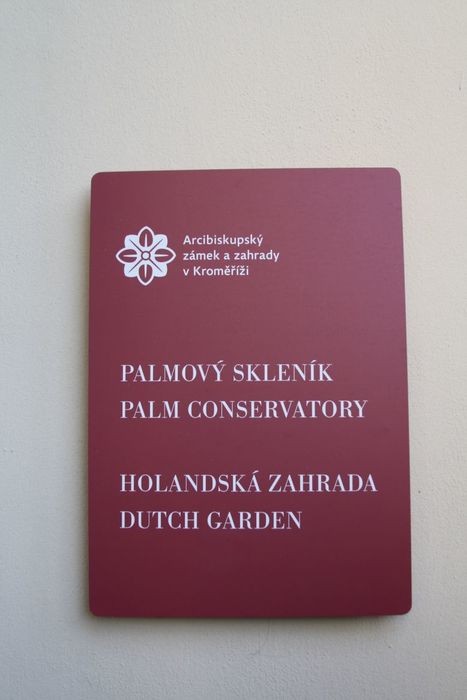 Arcibiskupský
zámek a zahrady
v Kroměříži
PALMOVÝ SKLENÍK
PALM CONSERVATORY
HOLANDSKÁ ZAHRADA
DUTCH GARDEN